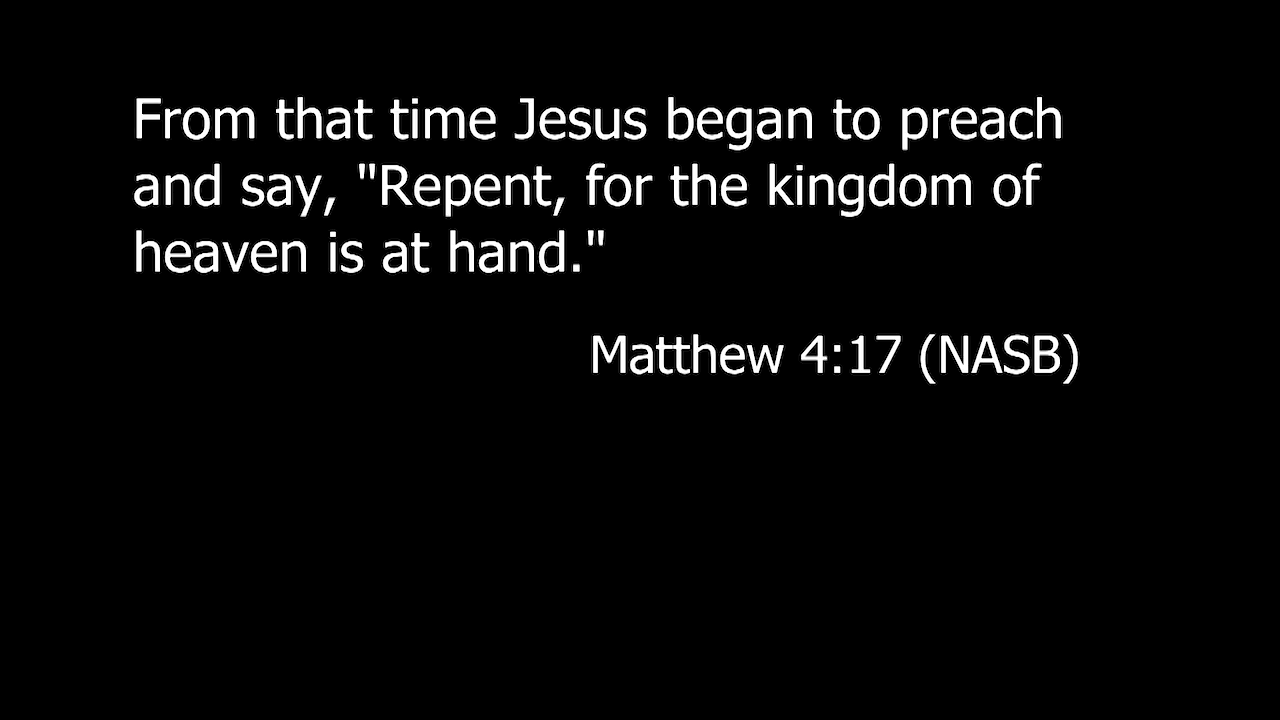 From that time Jesus began to preach
and say, "Repent, for the kingdom of
heaven is at hand."
Matthew 4:17 (NASB)